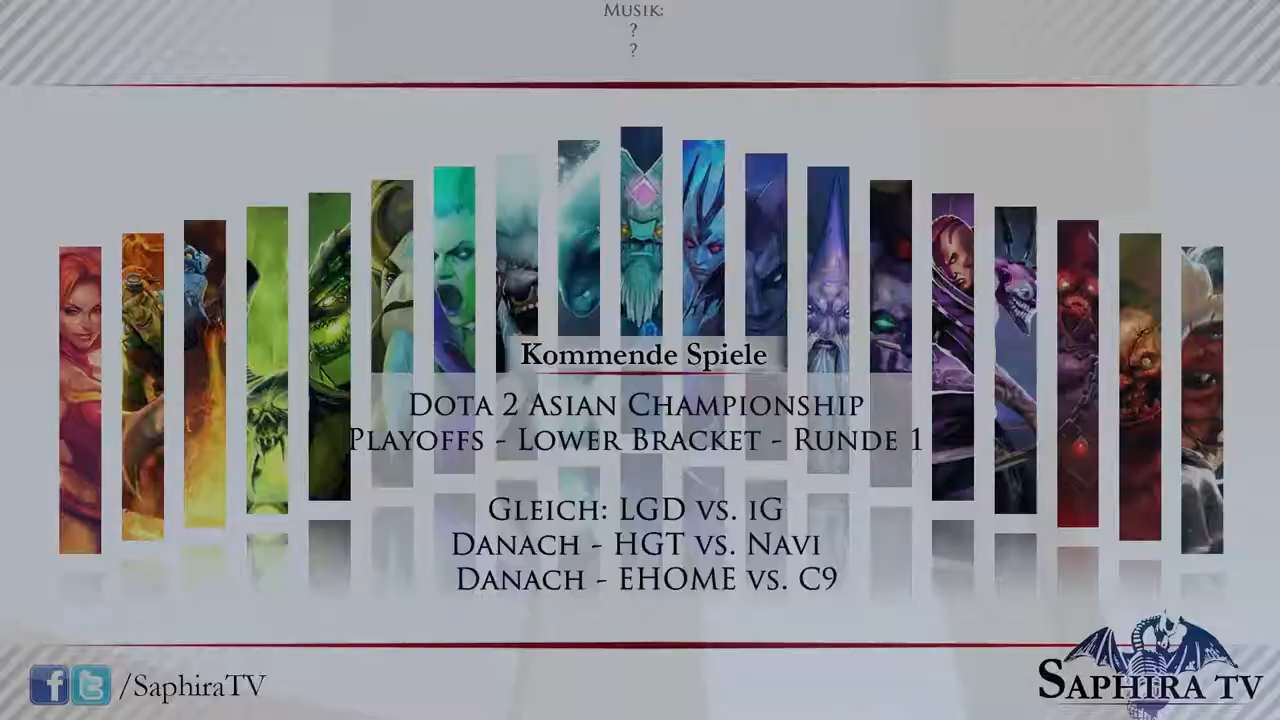 Musik:
?
?
Kommende Spiele
Dota 2 Asian Championship
Playoffs - Lower Bracket - Runde 1
Gleich: LGD vs. iG
Danach - HGT vs. Navi
Danach - EHOME vs. C9
/SaphiraTV
Saphira TV